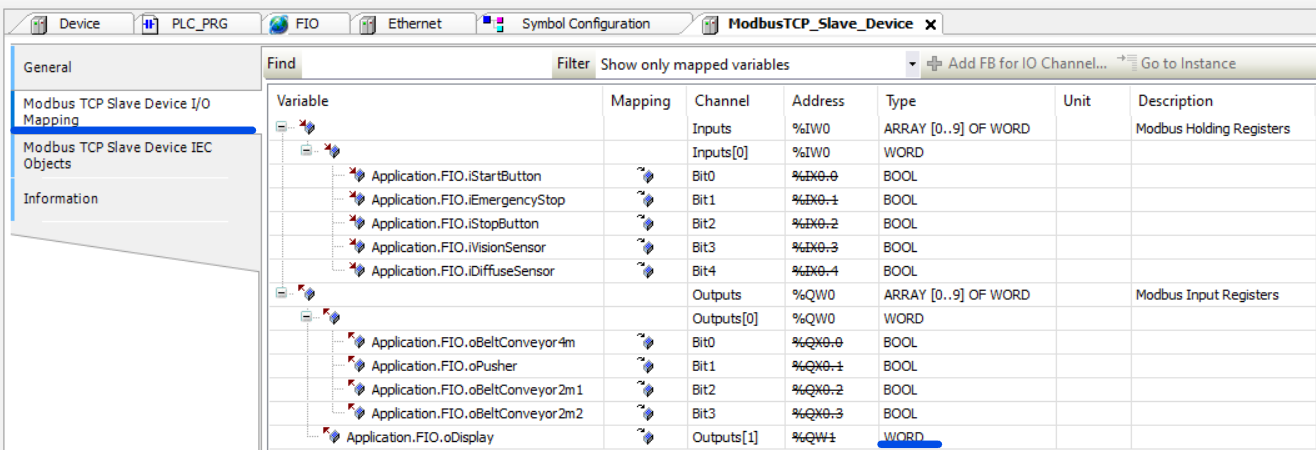 Device PLC_PRG FIO Ethernet Symbol Configuration ModbusTCP_Slave_Device X
General
Modbus TCP Slave Device I/O
Mapping
Modbus TCP Slave Device IEC
Objects
Information
Find Filter Show only mapped variables Add FB for IO Channel... Go to Instance
Variable Mapping Channel Address Type Unit Description
Inputs %IW0 ARRAY [0..9] OF WORD Modbus Holding Registers
Inputs[0] %IW0 WORD
Application.FIO.iStartButton Bit0 %IX0.0 BOOL
Application.FIO.iEmergencyStop Bit1 %IX0.1 BOOL
Application.FIO.iStopButton Bit2 %IX0.2 BOOL
Application.FIO.iVisionSensor Bit3 %IX0.3 BOOL
Application.FIO.iDiffuseSensor Bit4 %IX0.4 BOOL
Outputs %QW0 ARRAY [0..9] OF WORD Modbus Input Registers
Outputs[0] %QW0 WORD
Application.FIO.oBeltConveyor4m Bit0 %QX0.0 BOOL
Application.FIO.oPusher Bit1 %QX0.1 BOOL
Application.FIO.oBeltConveyor2m1 Bit2 %QX0.2 BOOL
Application.FIO.oBeltConveyor2m2 Bit3 %QX0.3 BOOL
Application.FIO.oDisplay Outputs[1] %QW1 WORD